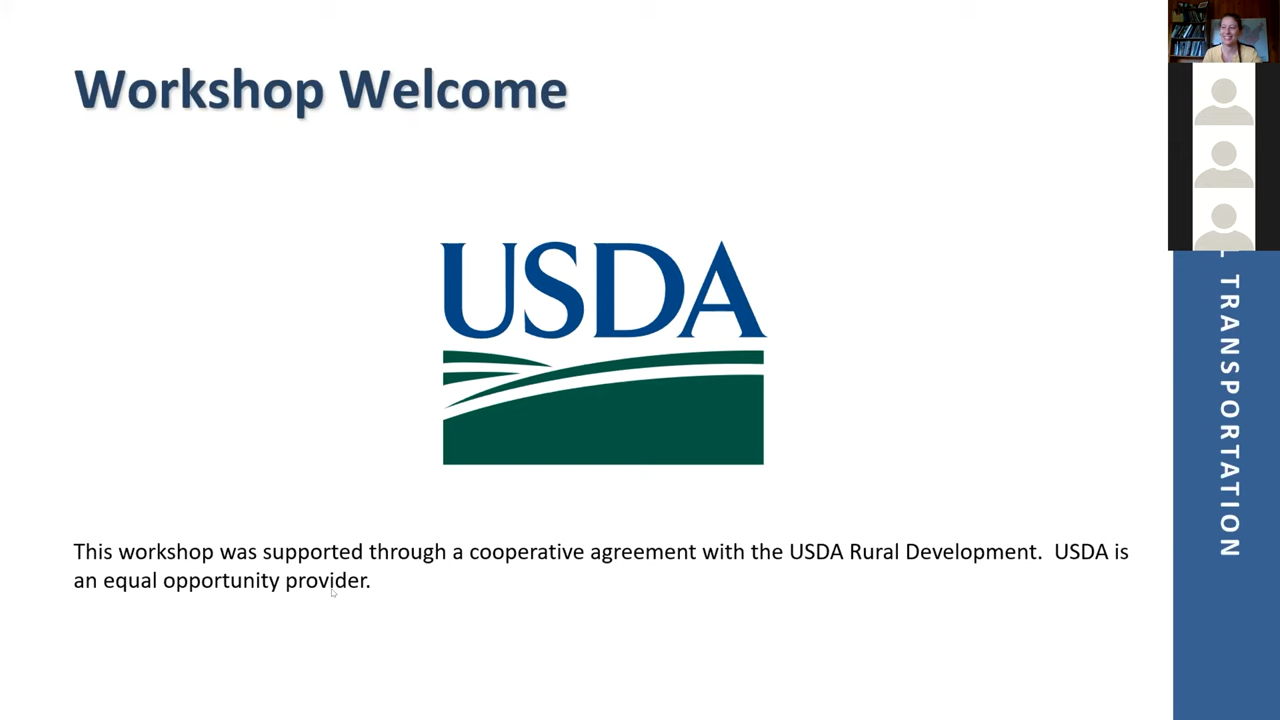 Workshop Welcome
USDA
This workshop was supported through a cooperative agreement with the USDA Rural Development.  USDA is
an equal opportunity provider.
TRANSPORTATION